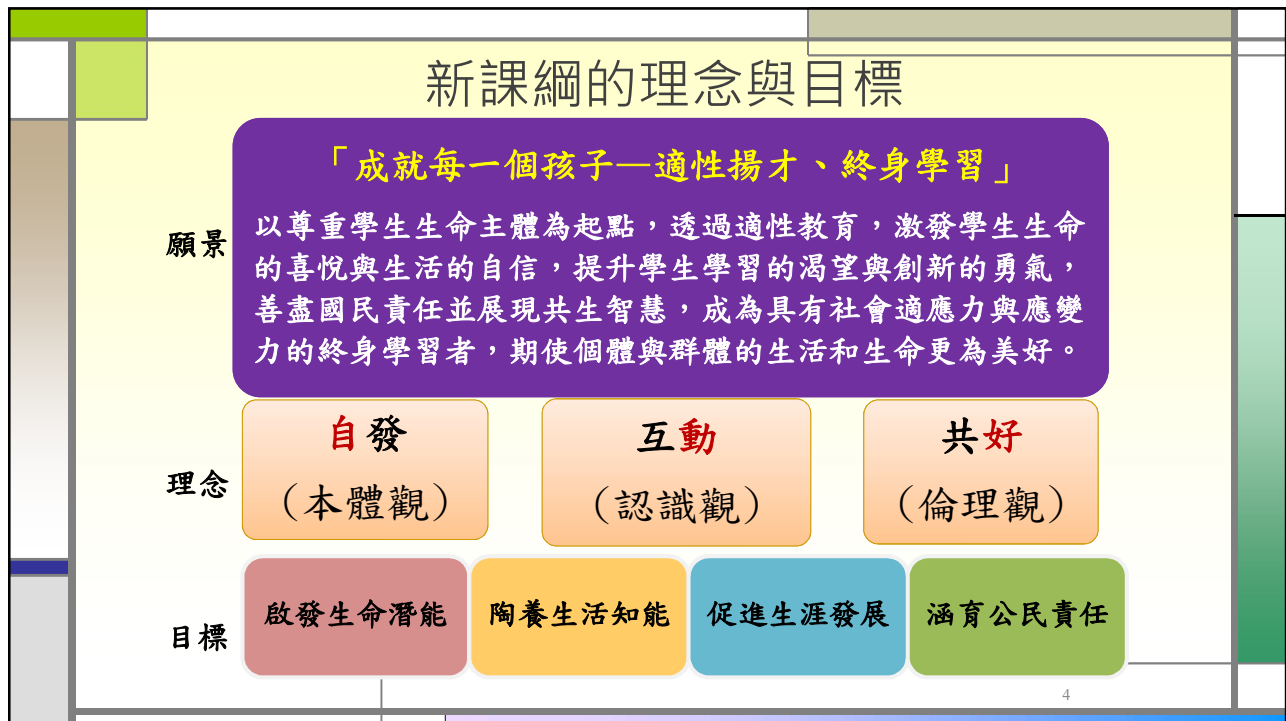 新課綱的理念與目標
「成就每一個孩子—適性揚才、終身學習」
願景
以尊重學生生命主體為起點，透過適性教育，激發學生生命
的喜悅與生活的自信，提升學生學習的渴望與創新的勇氣，
善盡國民責任並展現共生智慧，成為具有社會適應力與應變
力的終身學習者，期使個體與群體的生活和生命更為美好。
理念
自發
（本體觀）
互動
（認識觀）
共好
（倫理觀）
目標
啟發生命潛能
陶養生活知能
促進生涯發展
涵育公民責任
4